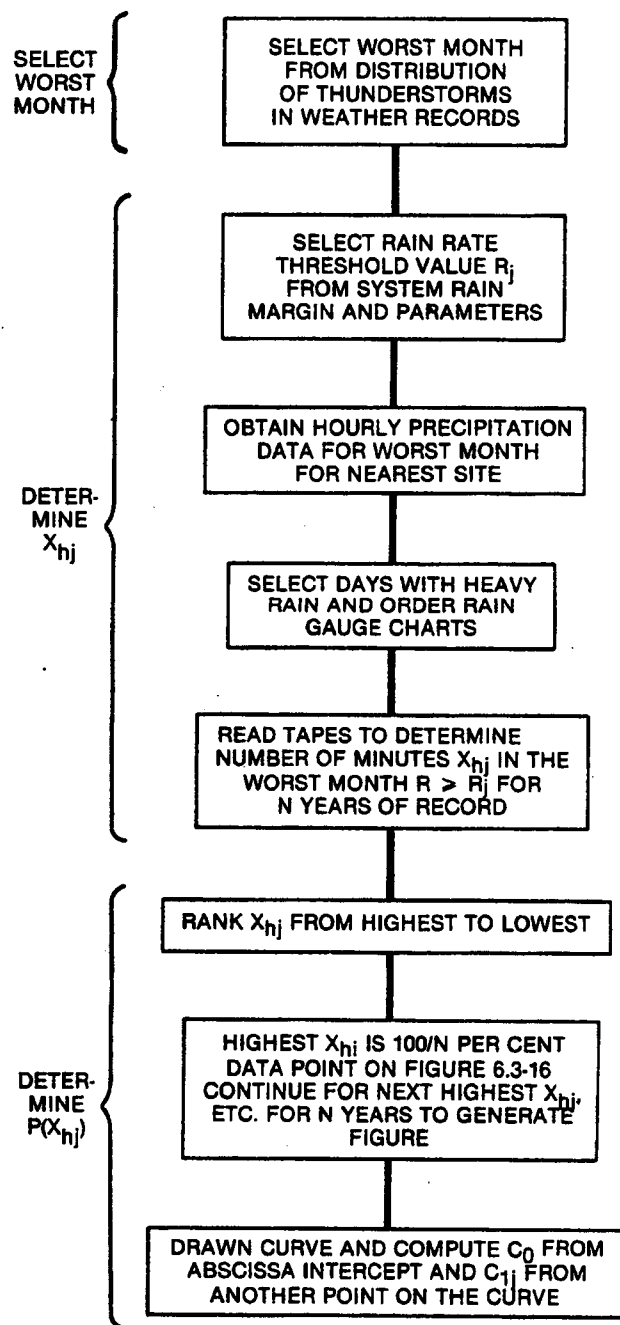 SELECT
WORST
MONTH
SELECT WORST MONTH
FROM DISTRIBUTION
OF THUNDERSTORMS
IN WEATHER RECORDS
DETER-
MINE
Xhj
SELECT RAIN RATE
THRESHOLD VALUE Rj
FROM SYSTEM RAIN
MARGIN AND PARAMETERS
OBTAIN HOURLY PRECIPITATION
DATA FOR WORST MONTH
FOR NEAREST SITE
SELECT DAYS WITH HEAVY
RAIN AND ORDER RAIN
GAUGE CHARTS
READ TAPES TO DETERMINE
NUMBER OF MINUTES Xhj IN THE
WORST MONTH R ⩾ Rj FOR
N YEARS OF RECORD
DETER-
MINE
P(Xhj)
RANK Xhj FROM HIGHEST TO LOWEST
HIGHEST Xhj IS 100/N PER CENT
DATA POINT ON FIGURE 6.3-16
CONTINUE FOR NEXT HIGHEST Xhj,
ETC. FOR N YEARS TO GENERATE
FIGURE
DRAWN CURVE AND COMPUTE C0 FROM
ABSCISSA INTERCEPT AND C1j FROM
ANOTHER POINT ON THE CURVE